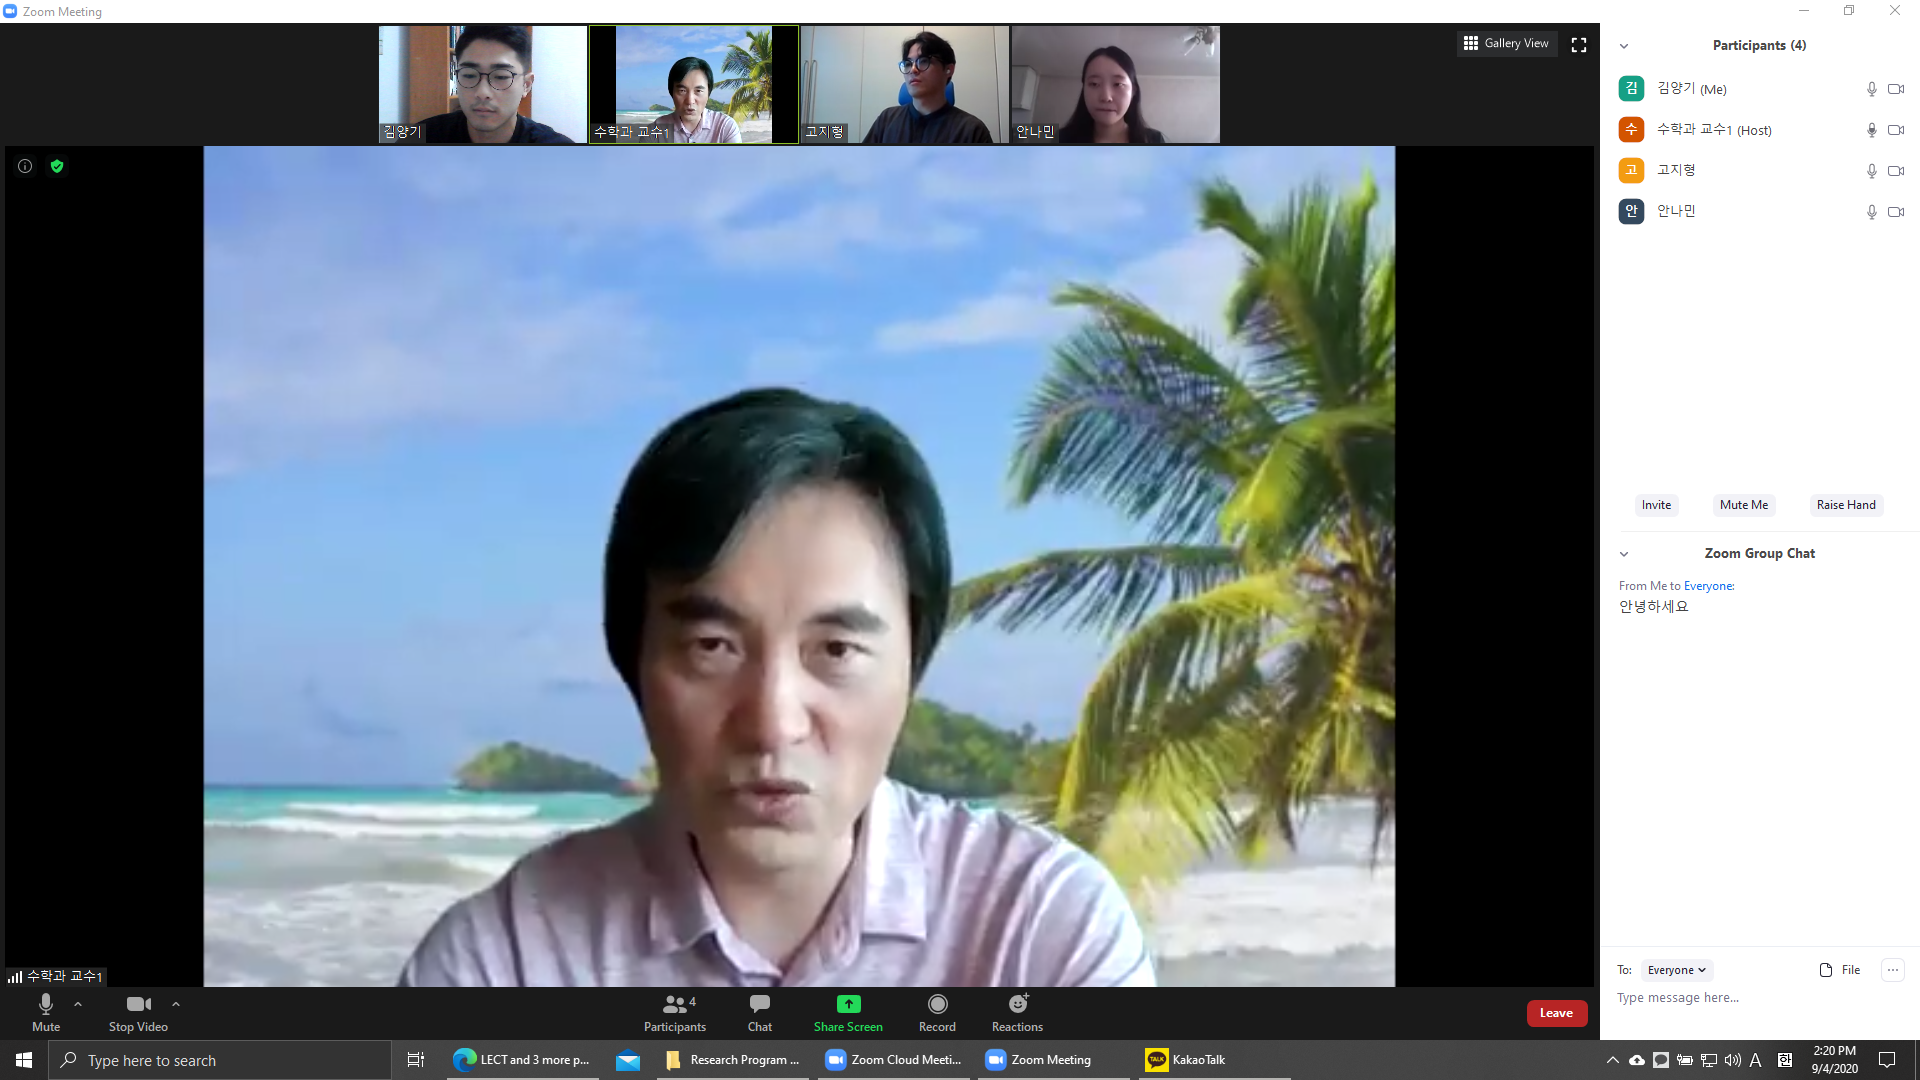 Zoom Meeting
김양기
수학과 교수1
고지형
안나민
Gallery View
Participants (4)
김 김양기 (Me)
수 수학과 교수1 (Host)
고 고지형
안 안나민
Invite Mute Me Raise Hand
Zoom Group Chat
From Me to Everyone:
안녕하세요
수학과 교수1
To: Everyone File
Type message here...
4
Mute Stop Video Participants Chat Share Screen Record Reactions Leave
Type here to search
LECT and 3 more p...
Research Program ...
Zoom Cloud Meeti...
Zoom Meeting
TALK KakaoTalk
A 한
2:20 PM
9/4/2020